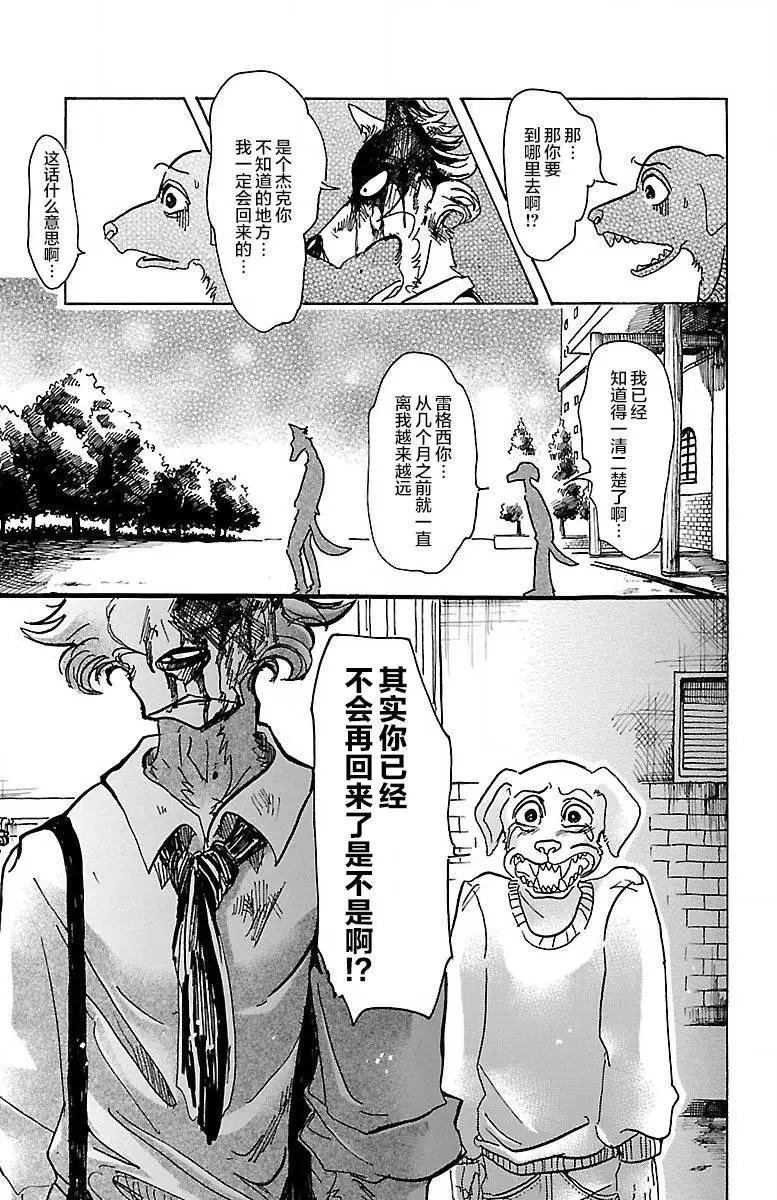 那…
那你要
到哪里去啊!?
是个杰克你
不知道的地方…
我一定会回来的…
这话什么
意思啊…
我已经
知道得一清二楚了啊…
雷格西你…
从几个月之前就一直
离我越来越远
其实你已经
不会再回来了是不是啊!?